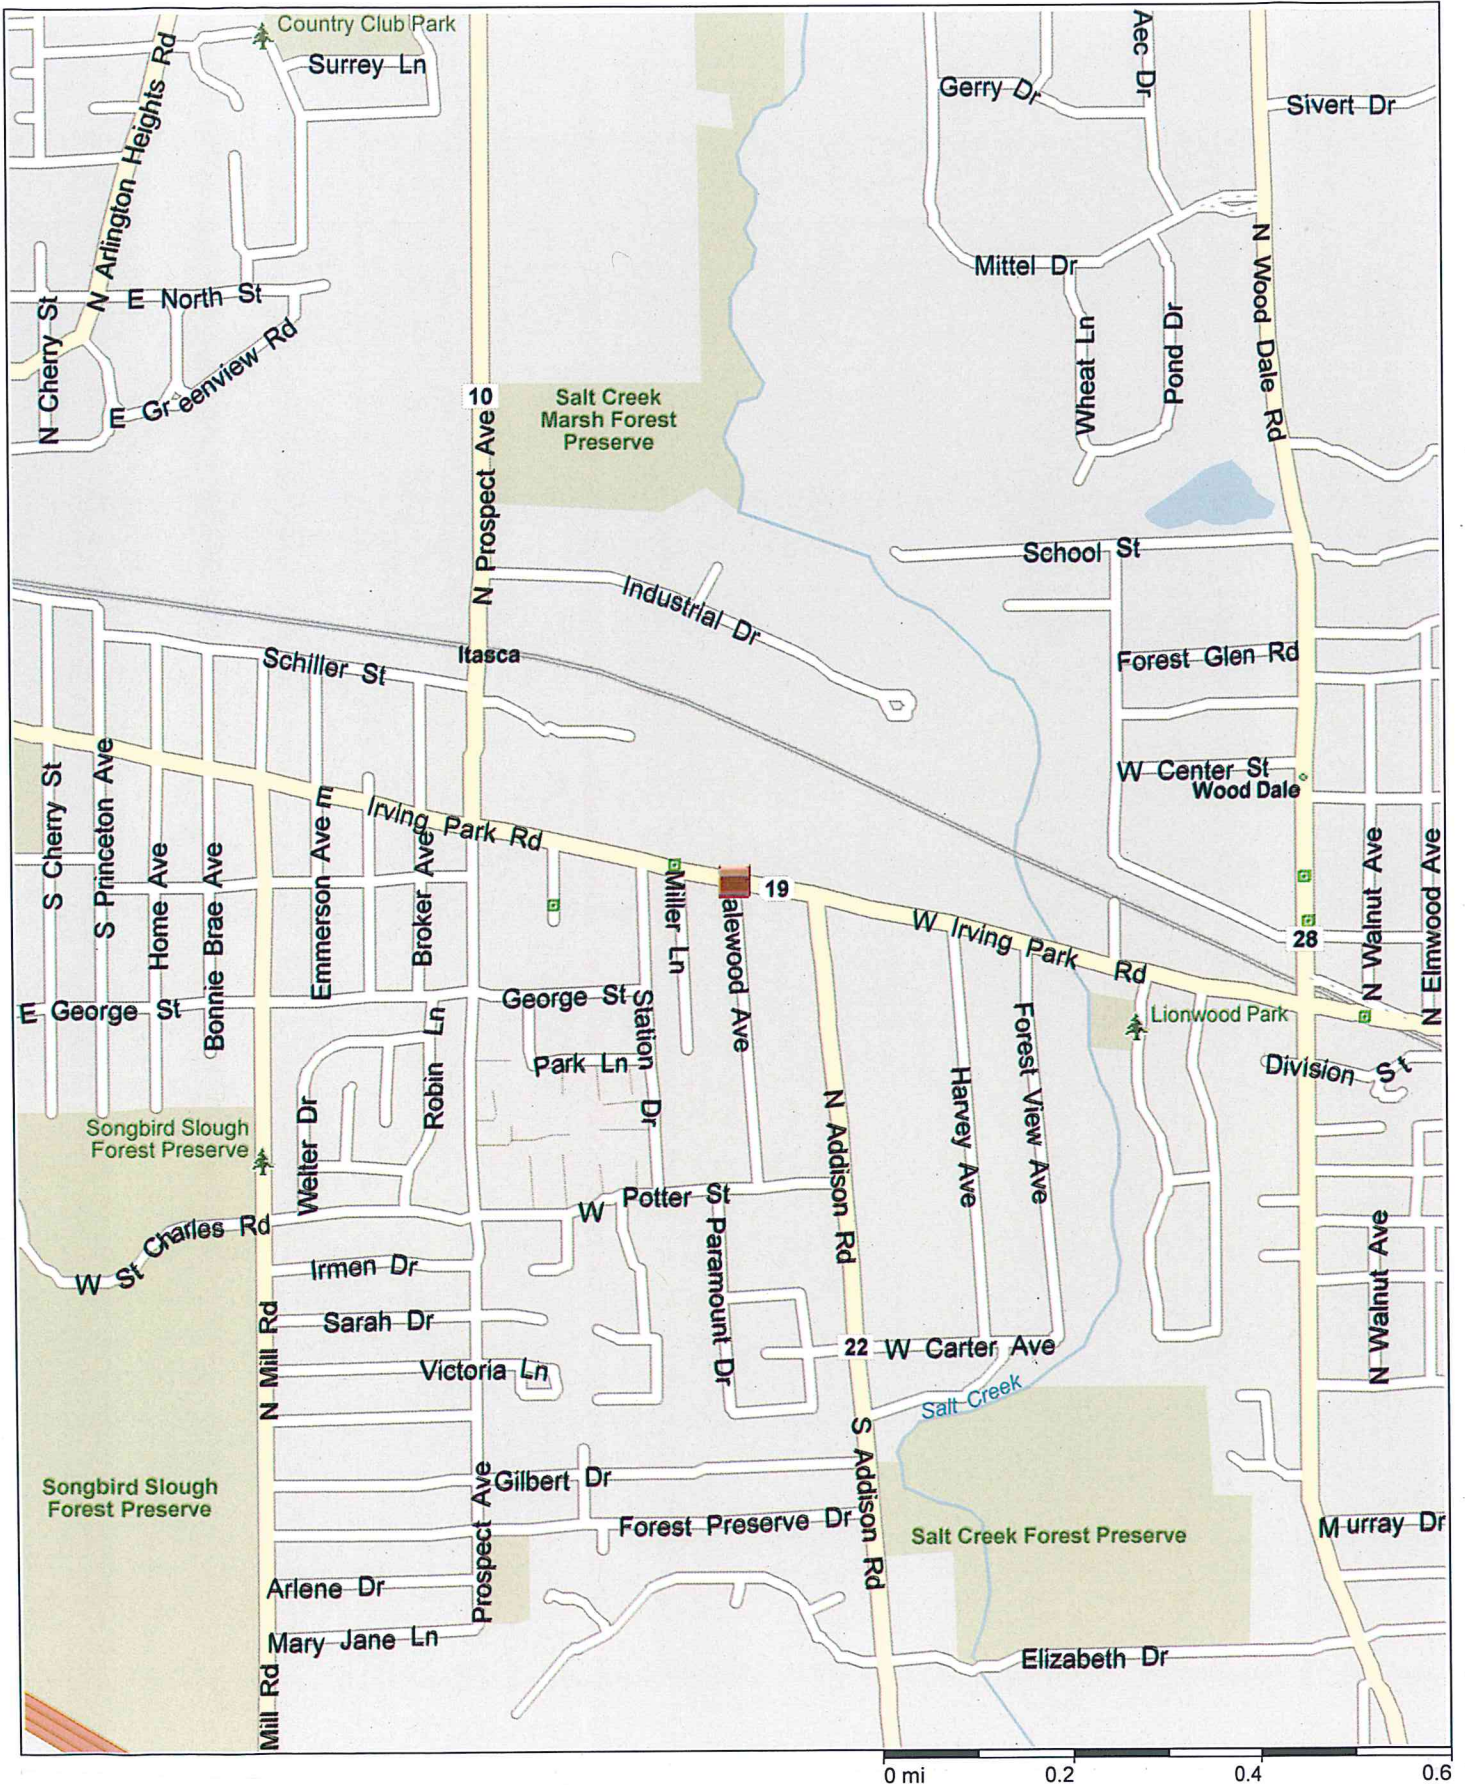 Country Club Park
Surrey Ln
N Arlington Heights Rd
Aec Dr
Gerry Dr
Sivert Dr
N Cherry St
E North St
E Greenview Rd
Mittel Dr
N Wood Dale Rd
Wheat Ln
Pond Dr
10
N Prospect Ave
Salt Creek
Marsh Forest
Preserve
School St
Industrial Dr
Itasca
Schiller St
Forest Glen Rd
W Center St
Wood Dale
S Cherry St
S Princeton Ave
Home Ave
Bonnie Brae Ave
Emmerson Ave
E Irving Park Rd
Broker Ave
Miller Ln
alewood Ave
19
W Irving Park Rd
28
N Walnut Ave
N Elmwood Ave
E George St
George St
Station Dr
Park Ln
Robin Ln
Welter Dr
Lionwood Park
Division St
N Addison Rd
Harvey Ave
Forest View Ave
Songbird Slough
Forest Preserve
W St Charles Rd
W Potter St
Paramount Dr
Irmen Dr
Sarah Dr
N Mill Rd
Victoria Ln
22
W Carter Ave
Salt Creek
N Walnut Ave
S Addison Rd
Songbird Slough
Forest Preserve
Prospect Ave
Gilbert Dr
Forest Preserve Dr
Salt Creek Forest Preserve
Murray Dr
Arlene Dr
Mary Jane Ln
Mill Rd
Elizabeth Dr
0 mi
0.2
0.4
0.6